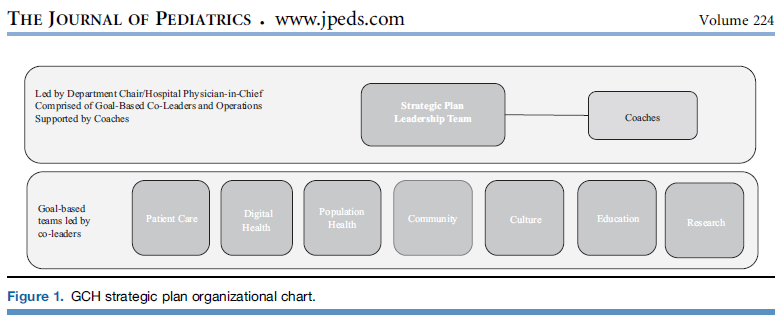 THE JOURNAL OF PEDIATRICS • www.jpeds.com
Volume 224
Led by Department Chair/Hospital Physician-in-Chief
Comprised of Goal-Based Co-Leaders and Operations
Supported by Coaches
Strategic Plan
Leadership Team
Coaches
Goal-based
teams led by
co-leaders
Patient Care
Digital
Health
Population
Health
Community
Culture
Education
Research
Figure 1. GCH strategic plan organizational chart.